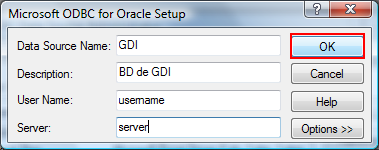 Microsoft ODBC for Oracle Setup
Data Source Name: GDI
OK
Description: BD de GDI
Cancel
User Name: username
Help
Server: server
Options >>